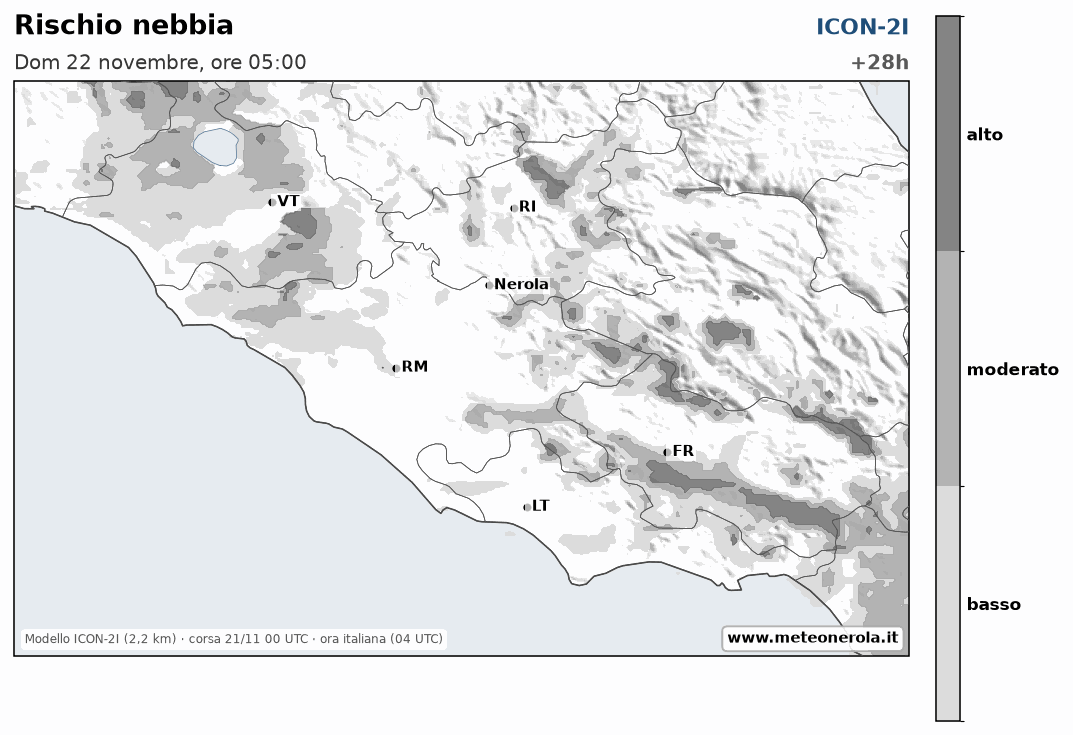 Rischio nebbia
ICON-2I
Dom 22 novembre, ore 05:00
+28h
alto
VT
RI
Nerola
RM
moderato
FR
LT
basso
Modello ICON-2I (2,2 km) · corsa 21/11 00 UTC · ora italiana (04 UTC)
www.meteonerola.it